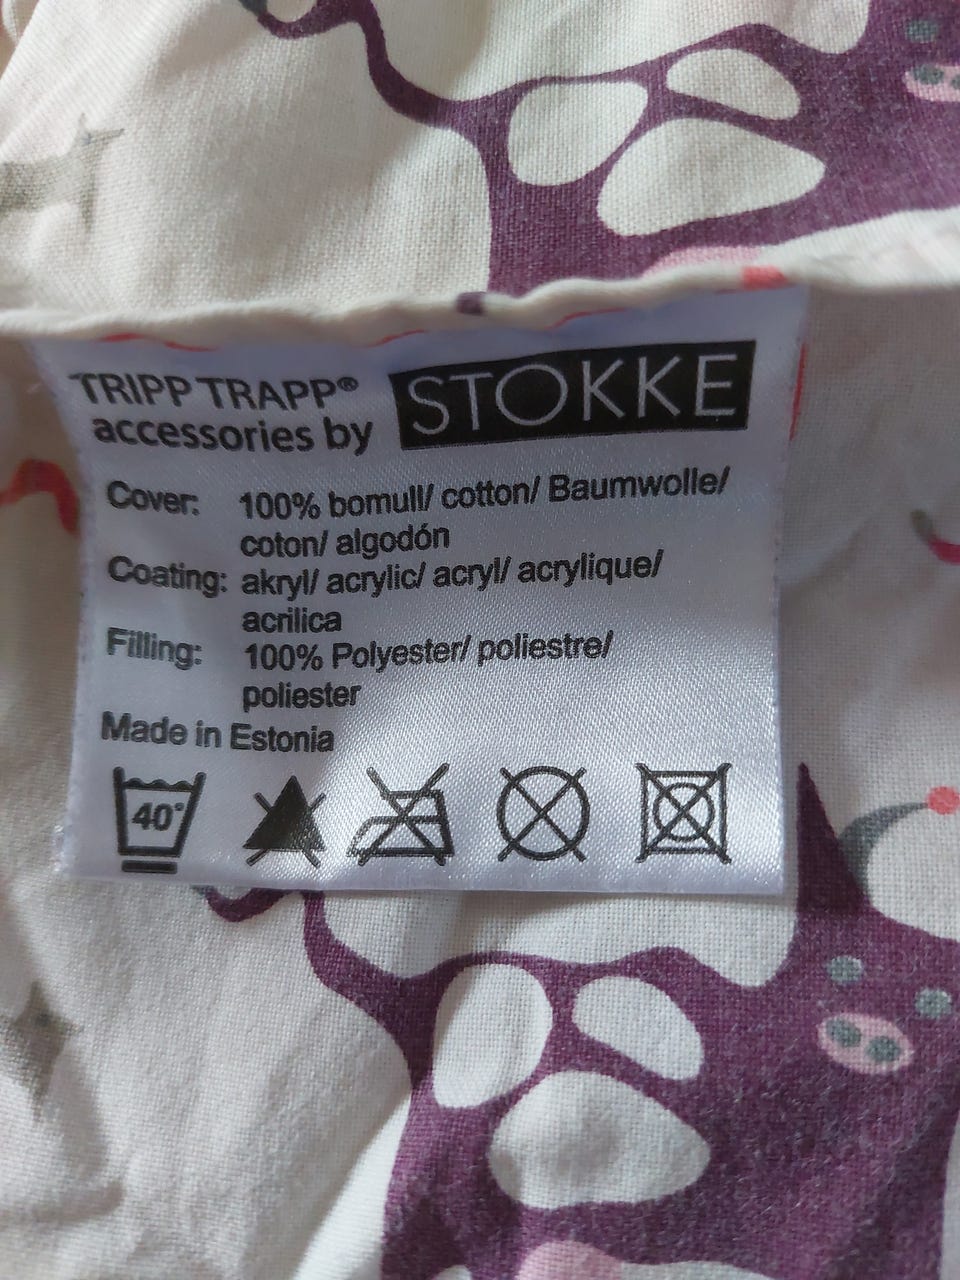 TRIPP TRAPP®
accessories by STOKKE
Cover: 100% bomull/ cotton/ Baumwolle/
coton/ algodón
Coating: akryl/ acrylic/ acryl/ acrylique/
acrilica
Filling: 100% Polyester/ poliestre/
poliester
Made in Estonia
40°